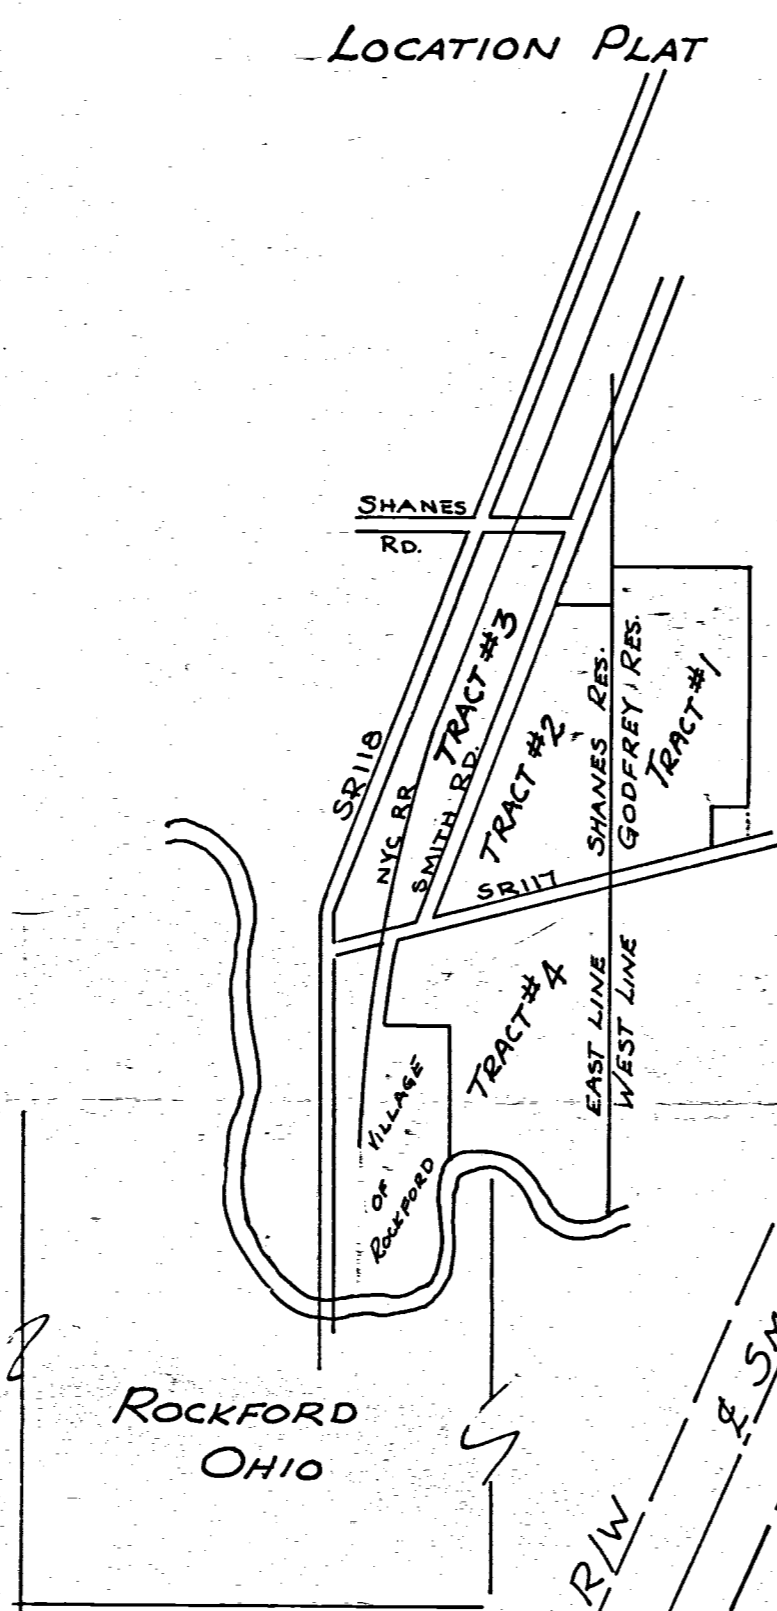 LOCATION PLAT
SHANES
RD.
TRACT #3
SR118
NYC RR
SMITH RD.
TRACT #2
SHANES RES.
GODFREY RES.
TRACT #1
SR117
TRACT #4
EAST LINE
WEST LINE
VILLAGE
OF
ROCKFORD
ROCKFORD
OHIO
R/W